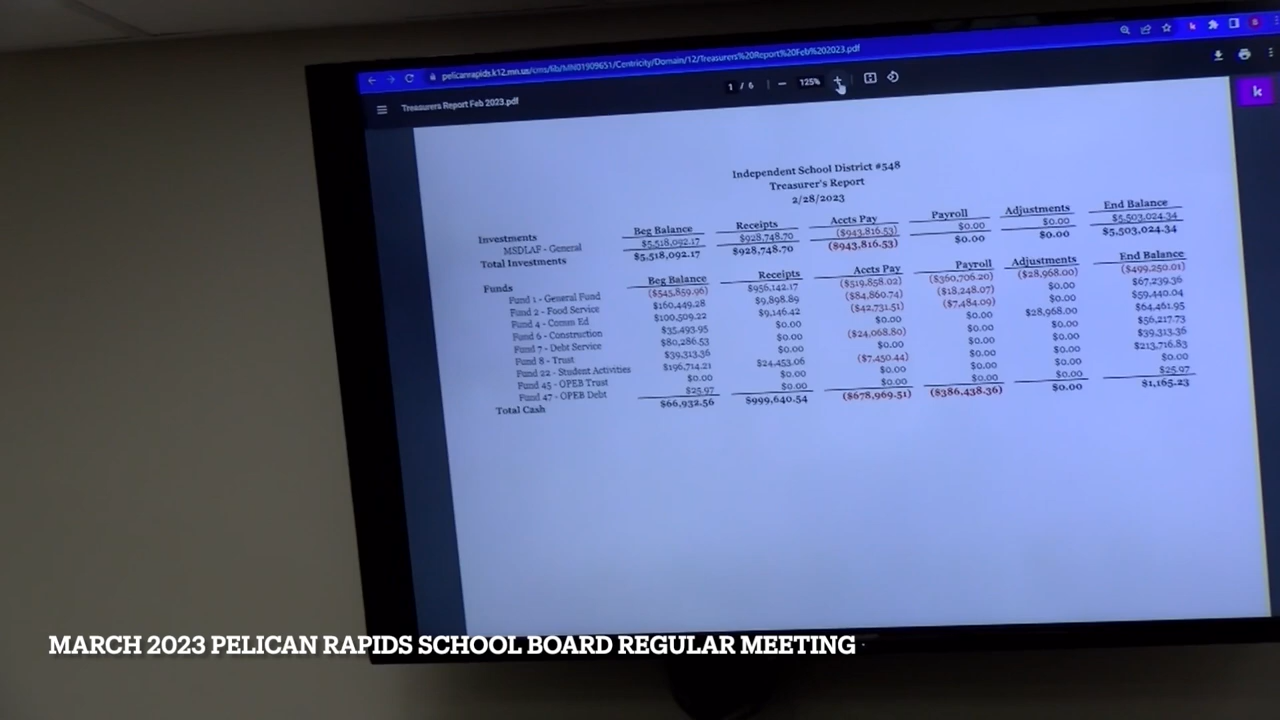 pelicanrapids.k12.mn.us/cms/lib/MN01909651/Centricity/Domain/12/Treasurers%20Report%20Feb%202023.pdf
Treasurers Report Feb 2023.pdf
1 / 6
125%
k
Independent School District #548
Treasurer's Report
2/28/2023
Investments Beg Balance Receipts Accts Pay Payroll Adjustments End Balance
MSDLAF - General $5,518,092.17 $928,748.70 ($943,816.53) $0.00 $0.00 $5,503,024.34
Total Investments $5,518,092.17 $928,748.70 ($943,816.53) $0.00 $0.00 $5,503,024.34
Funds Beg Balance Receipts Accts Pay Payroll Adjustments End Balance
Fund 1 - General Fund ($545,859.96) $956,142.17 ($519,858.02) ($360,706.20) ($28,968.00) ($499,250.01)
Fund 2 - Food Service $160,449.28 $9,898.89 ($84,860.74) ($18,248.07) $0.00 $67,239.36
Fund 4 - Comm Ed $100,509.22 $9,146.42 ($42,731.51) ($7,484.09) $0.00 $59,440.04
Fund 6 - Construction $35,493.95 $0.00 $0.00 $0.00 $28,968.00 $64,461.95
Fund 7 - Debt Service $80,286.53 $0.00 ($24,068.80) $0.00 $0.00 $56,217.73
Fund 8 - Trust $39,313.36 $0.00 $0.00 $0.00 $0.00 $39,313.36
Fund 22 - Student Activities $196,714.21 $24,453.06 ($7,450.44) $0.00 $0.00 $213,716.83
Fund 45 - OPEB Trust $0.00 $0.00 $0.00 $0.00 $0.00 $0.00
Fund 47 - OPEB Debt $25.97 $0.00 $0.00 $0.00 $0.00 $25.97
Total Cash $66,932.56 $999,640.54 ($678,969.51) ($386,438.36) $0.00 $1,165.23
MARCH 2023 PELICAN RAPIDS SCHOOL BOARD REGULAR MEETING